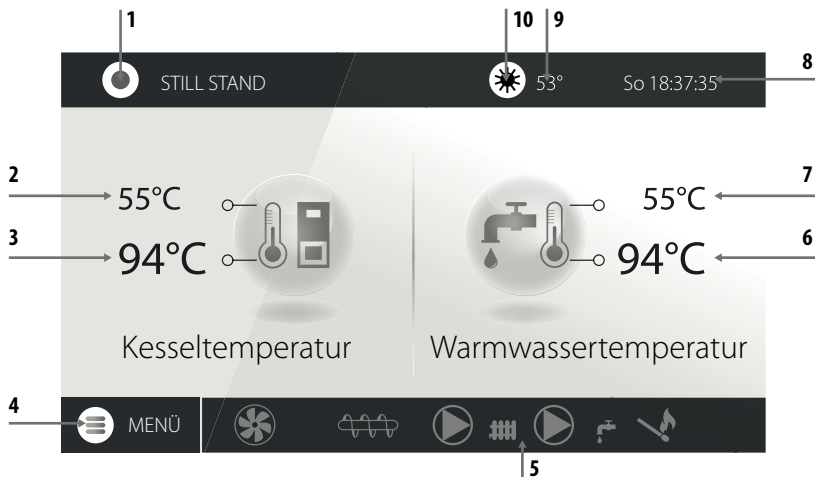 1
10 9
8
STILL STAND
53°
So 18:37:35
2
55°C
55°C
7
3
94°C
94°C
6
Kesseltemperatur
Warmwassertemperatur
4
MENÜ
5